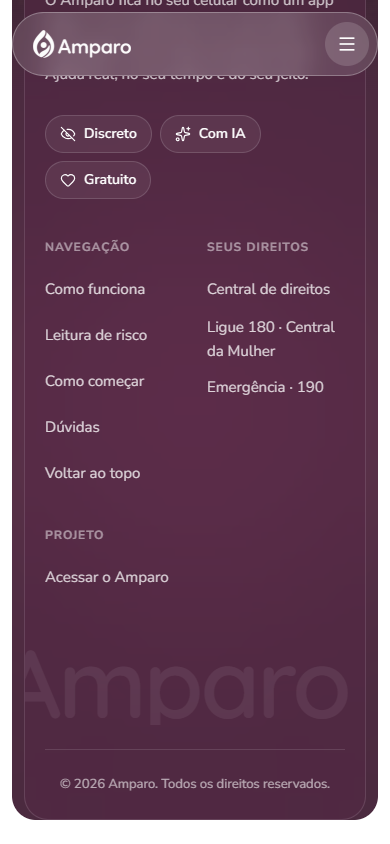 O Amparo fica no seu celular como um app
Amparo
Ajuda real, no seu tempo e do seu jeito.
Discreto
Com IA
Gratuito
NAVEGAÇÃO
Como funciona
Leitura de risco
Como começar
Dúvidas
Voltar ao topo
SEUS DIREITOS
Central de direitos
Ligue 180 · Central
da Mulher
Emergência · 190
PROJETO
Acessar o Amparo
Amparo
© 2026 Amparo. Todos os direitos reservados.